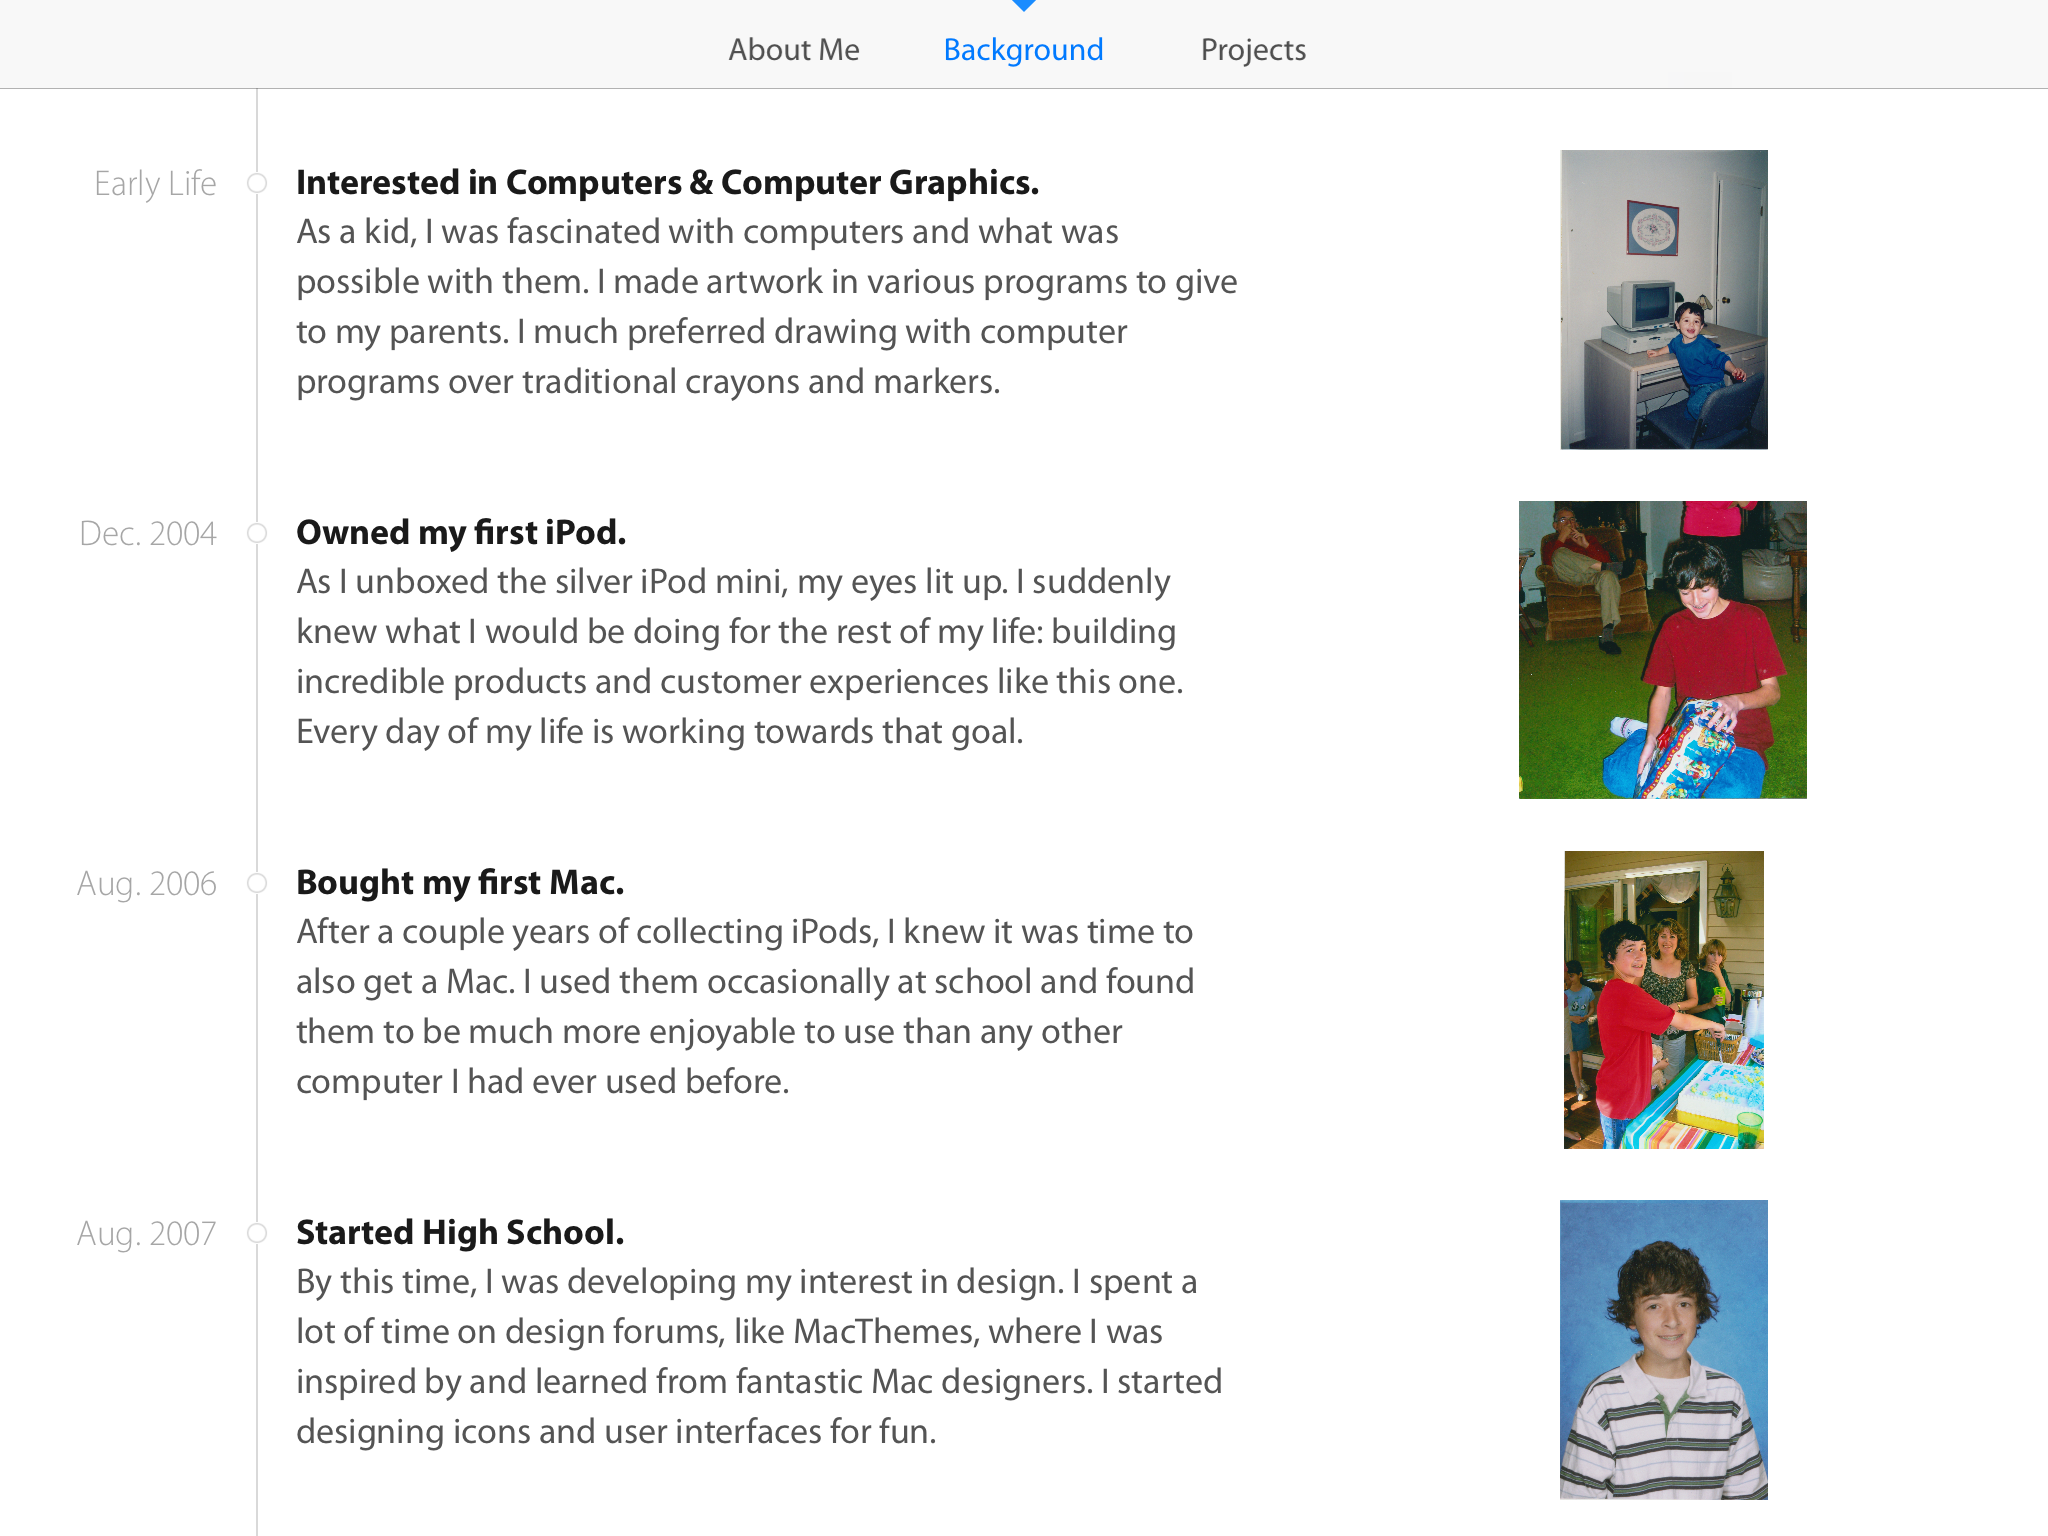 About Me
Background
Projects
Early Life
Interested in Computers & Computer Graphics.
As a kid, I was fascinated with computers and what was
possible with them. I made artwork in various programs to give
to my parents. I much preferred drawing with computer
programs over traditional crayons and markers.
Dec. 2004
Owned my first iPod.
As I unboxed the silver iPod mini, my eyes lit up. I suddenly
knew what I would be doing for the rest of my life: building
incredible products and customer experiences like this one.
Every day of my life is working towards that goal.
Aug. 2006
Bought my first Mac.
After a couple years of collecting iPods, I knew it was time to
also get a Mac. I used them occasionally at school and found
them to be much more enjoyable to use than any other
computer I had ever used before.
Aug. 2007
Started High School.
By this time, I was developing my interest in design. I spent a
lot of time on design forums, like MacThemes, where I was
inspired by and learned from fantastic Mac designers. I started
designing icons and user interfaces for fun.